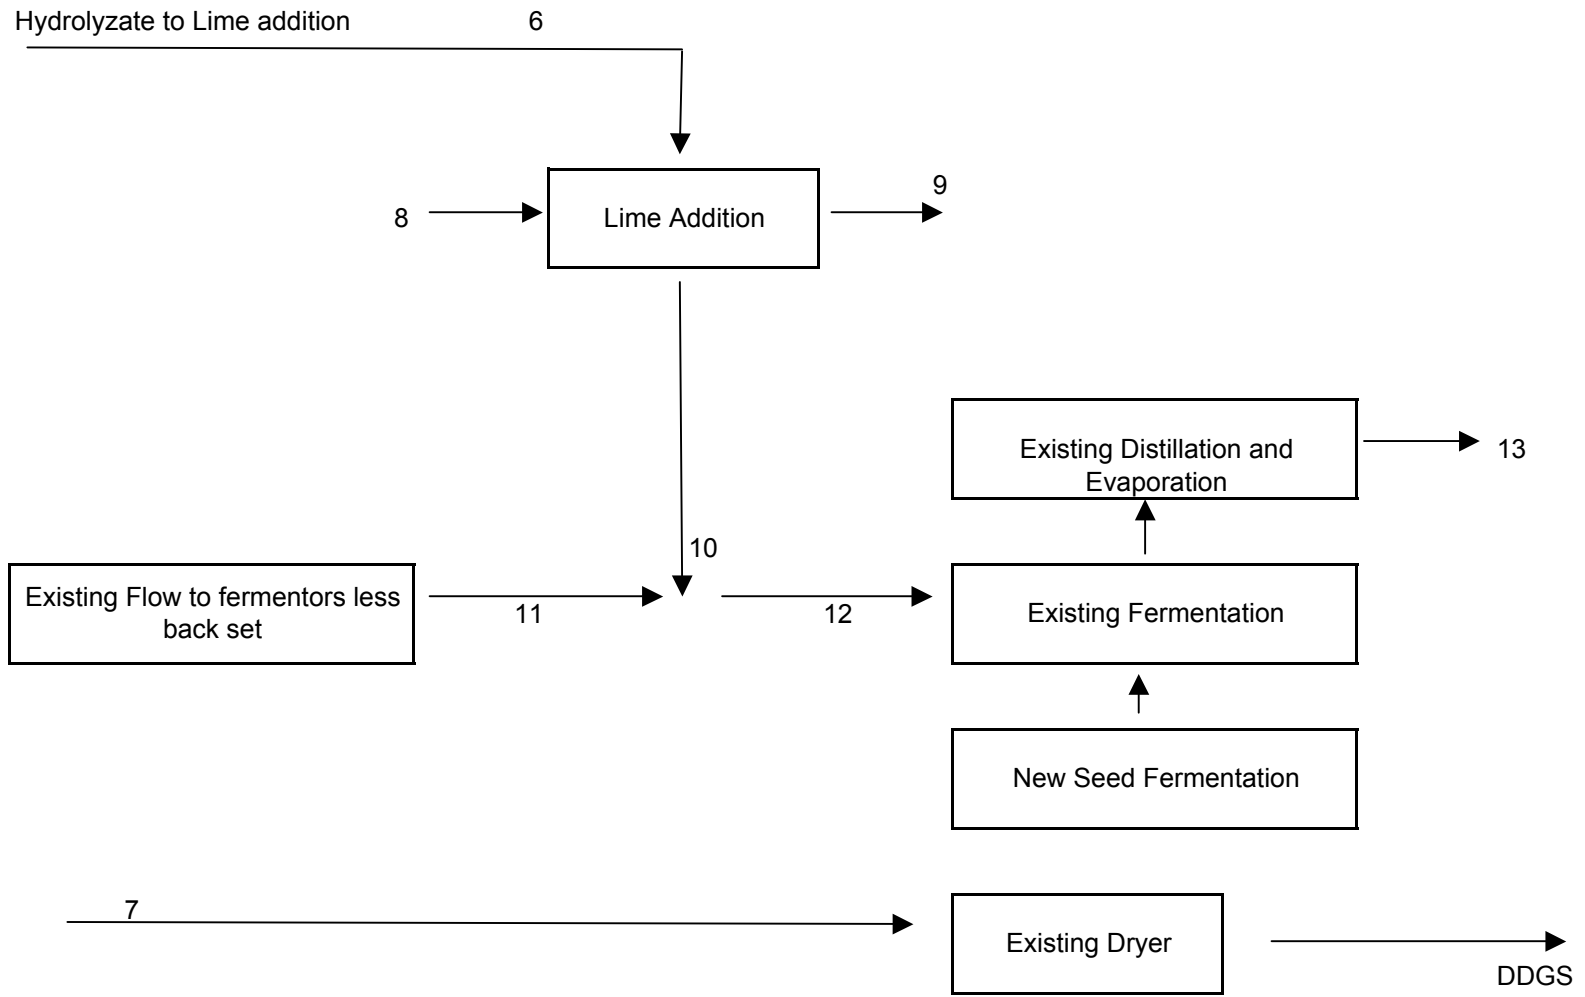 Hydrolyzate to Lime addition 6
8
Lime Addition
9
Existing Distillation and
Evaporation
13
10
Existing Flow to fermentors less
back set
11
12
Existing Fermentation
New Seed Fermentation
7
Existing Dryer
DDGS